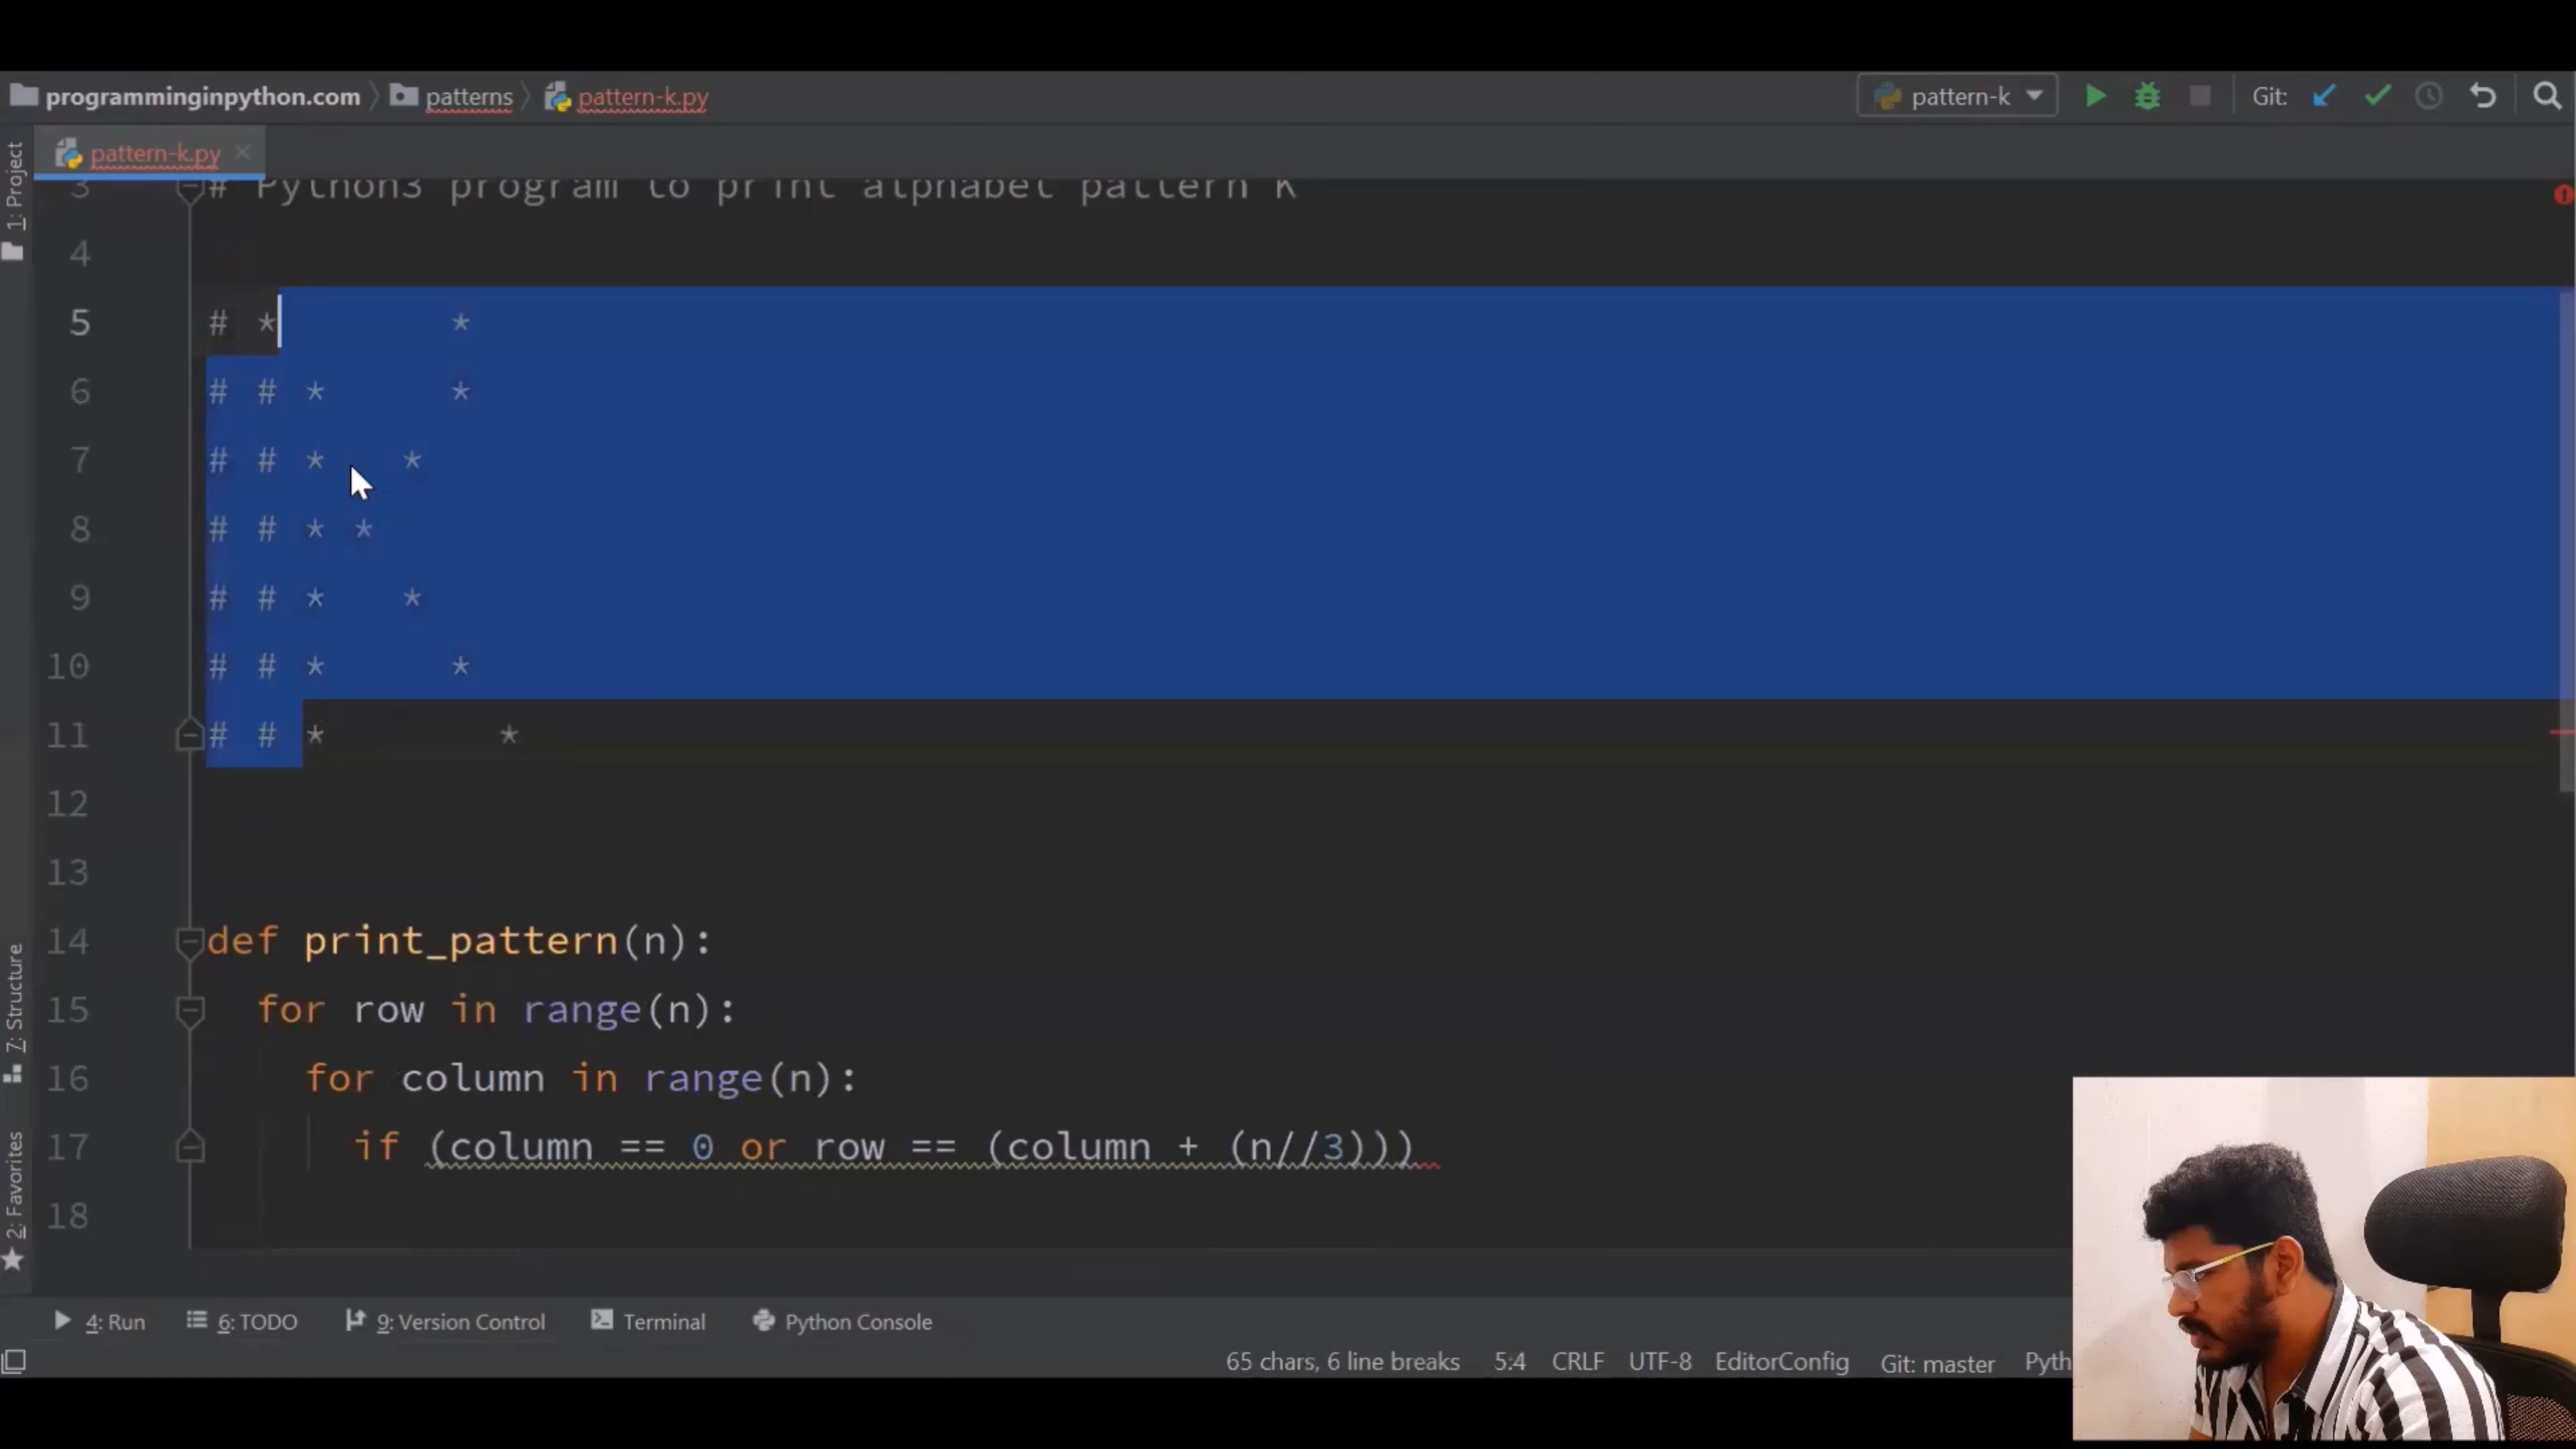 programminginpython.com patterns pattern-k.py pattern-k Git:
pattern-k.py
1: Project
3 # Python3 program to print alphabet pattern K
4
5 # *       *
6 # # *     *
7 # # *   *
8 # # * *
9 # # *   *
10 # # *     *
11 # # *       *
12
13
14 def print_pattern(n):
15 for row in range(n):
16 for column in range(n):
17 if (column == 0 or row == (column + (n//3)))
18
7: Structure
2: Favorites
4: Run 6: TODO 9: Version Control Terminal Python Console
65 chars, 6 line breaks 5:4 CRLF UTF-8 EditorConfig Git: master Pyth